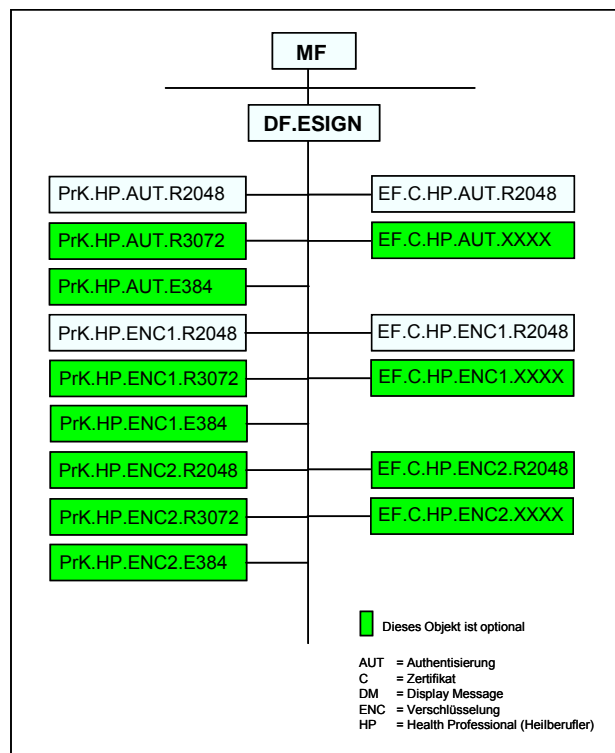 MF
DF.ESIGN
PrK.HP.AUT.R2048 EF.C.HP.AUT.R2048
PrK.HP.AUT.R3072 EF.C.HP.AUT.XXXX
PrK.HP.AUT.E384
PrK.HP.ENC1.R2048 EF.C.HP.ENC1.R2048
PrK.HP.ENC1.R3072 EF.C.HP.ENC1.XXXX
PrK.HP.ENC1.E384
PrK.HP.ENC2.R2048 EF.C.HP.ENC2.R2048
PrK.HP.ENC2.R3072 EF.C.HP.ENC2.XXXX
PrK.HP.ENC2.E384
Dieses Objekt ist optional
AUT = Authentisierung
C = Zertifikat
DM = Display Message
ENC = Verschlüsselung
HP = Health Professional (Heilberufler)